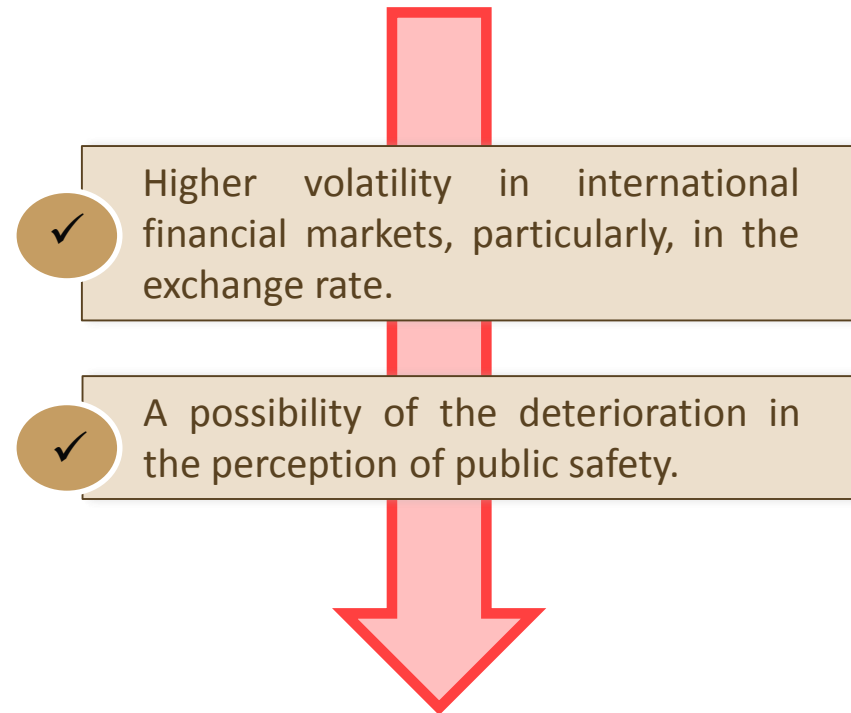 ✓ Higher volatility in international
financial markets, particularly, in the
exchange rate.
✓ A possibility of the deterioration in
the perception of public safety.